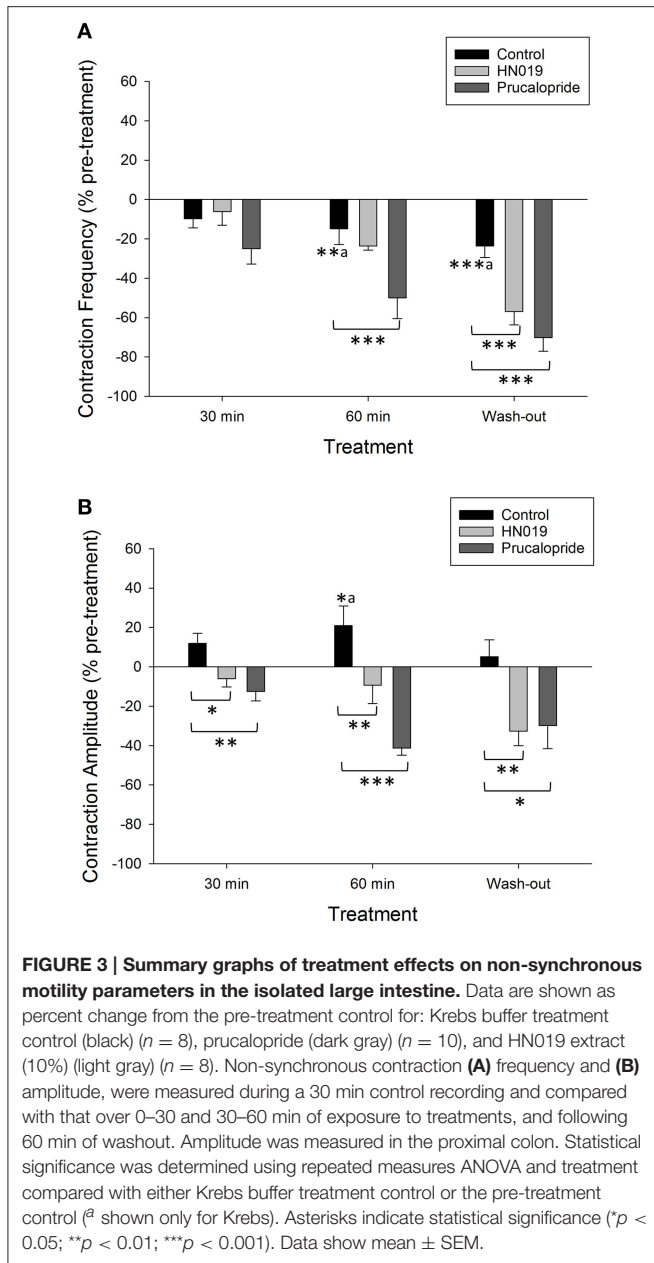 A
Control
HN019
Prucalopride
Contraction Frequency (% pre-treatment)
60
40
20
0
-20
-40
-60
-80
-100
**a
***
***a
***
***
30 min 60 min Wash-out
Treatment
B
Control
HN019
Prucalopride
Contraction Amplitude (% pre-treatment)
60
40
20
0
-20
-40
-60
-80
-100
*
**
*a
**
***
**
*
30 min 60 min Wash-out
Treatment
FIGURE 3 | Summary graphs of treatment effects on non-synchronous
motility parameters in the isolated large intestine. Data are shown as
percent change from the pre-treatment control for: Krebs buffer treatment
control (black) (n = 8), prucalopride (dark gray) (n = 10), and HN019 extract
(10%) (light gray) (n = 8). Non-synchronous contraction (A) frequency and (B)
amplitude, were measured during a 30 min control recording and compared
with that over 0–30 and 30–60 min of exposure to treatments, and following
60 min of washout. Amplitude was measured in the proximal colon. Statistical
significance was determined using repeated measures ANOVA and treatment
compared with either Krebs buffer treatment control or the pre-treatment
control (a shown only for Krebs). Asterisks indicate statistical significance (*p <
0.05; **p < 0.01; ***p < 0.001). Data show mean ± SEM.